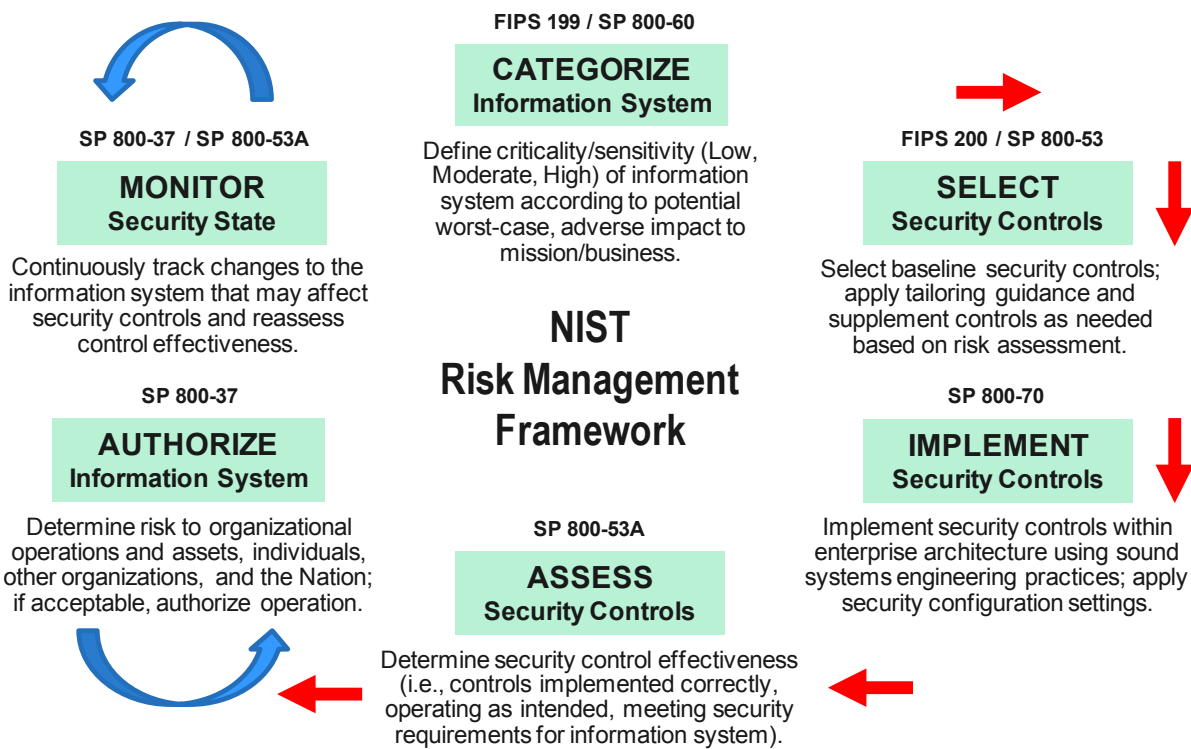 FIPS 199 / SP 800-60
CATEGORIZE
Information System
Define criticality/sensitivity (Low,
Moderate, High) of information
system according to potential
worst-case, adverse impact to
mission/business.
FIPS 200 / SP 800-53
SELECT
Security Controls
Select baseline security controls;
apply tailoring guidance and
supplement controls as needed
based on risk assessment.
SP 800-70
IMPLEMENT
Security Controls
Implement security controls within
enterprise architecture using sound
systems engineering practices; apply
security configuration settings.
SP 800-53A
ASSESS
Security Controls
Determine security control effectiveness
(i.e., controls implemented correctly,
operating as intended, meeting security
requirements for information system).
SP 800-37
AUTHORIZE
Information System
Determine risk to organizational
operations and assets, individuals,
other organizations, and the Nation;
if acceptable, authorize operation.
SP 800-37 / SP 800-53A
MONITOR
Security State
Continuously track changes to the
information system that may affect
security controls and reassess
control effectiveness.
NIST
Risk Management
Framework